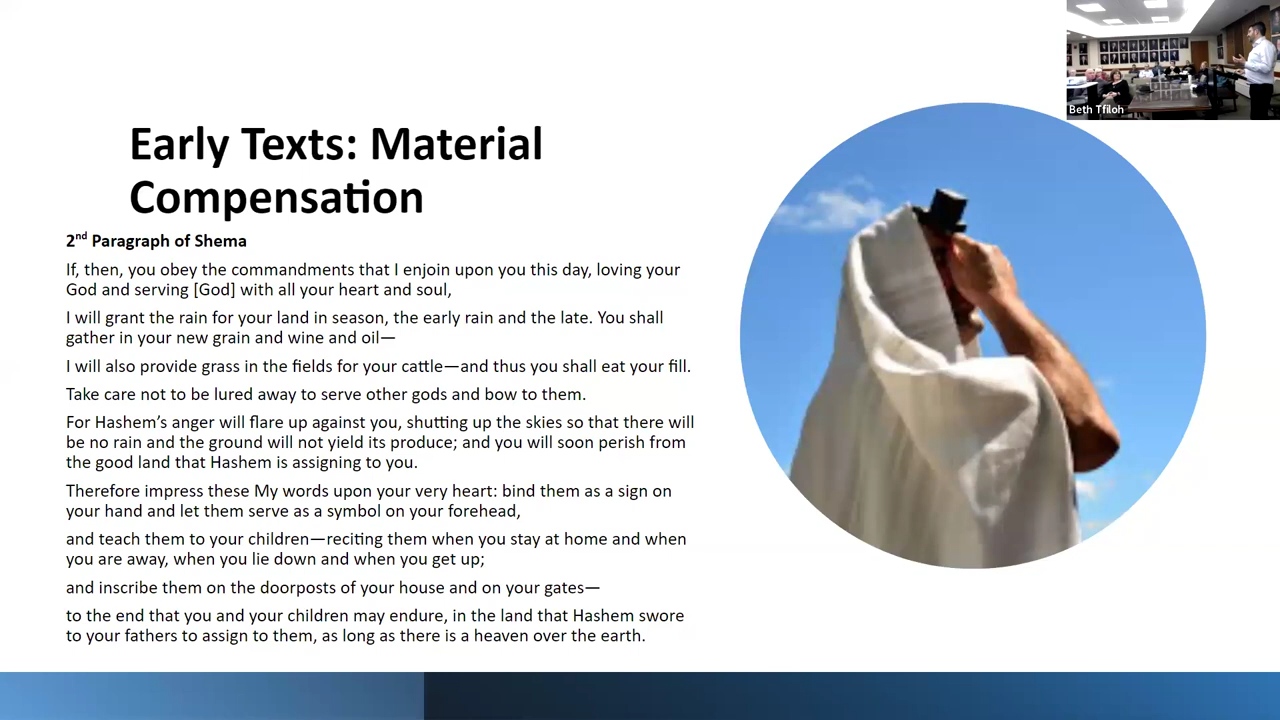 Beth Tfiloh
Early Texts: Material
Compensation
2nd Paragraph of Shema
If, then, you obey the commandments that I enjoin upon you this day, loving your
God and serving [God] with all your heart and soul,
I will grant the rain for your land in season, the early rain and the late. You shall
gather in your new grain and wine and oil—
I will also provide grass in the fields for your cattle—and thus you shall eat your fill.
Take care not to be lured away to serve other gods and bow to them.
For Hashem’s anger will flare up against you, shutting up the skies so that there will
be no rain and the ground will not yield its produce; and you will soon perish from
the good land that Hashem is assigning to you.
Therefore impress these My words upon your very heart: bind them as a sign on
your hand and let them serve as a symbol on your forehead,
and teach them to your children—reciting them when you stay at home and when
you are away, when you lie down and when you get up;
and inscribe them on the doorposts of your house and on your gates—
to the end that you and your children may endure, in the land that Hashem swore
to your fathers to assign to them, as long as there is a heaven over the earth.